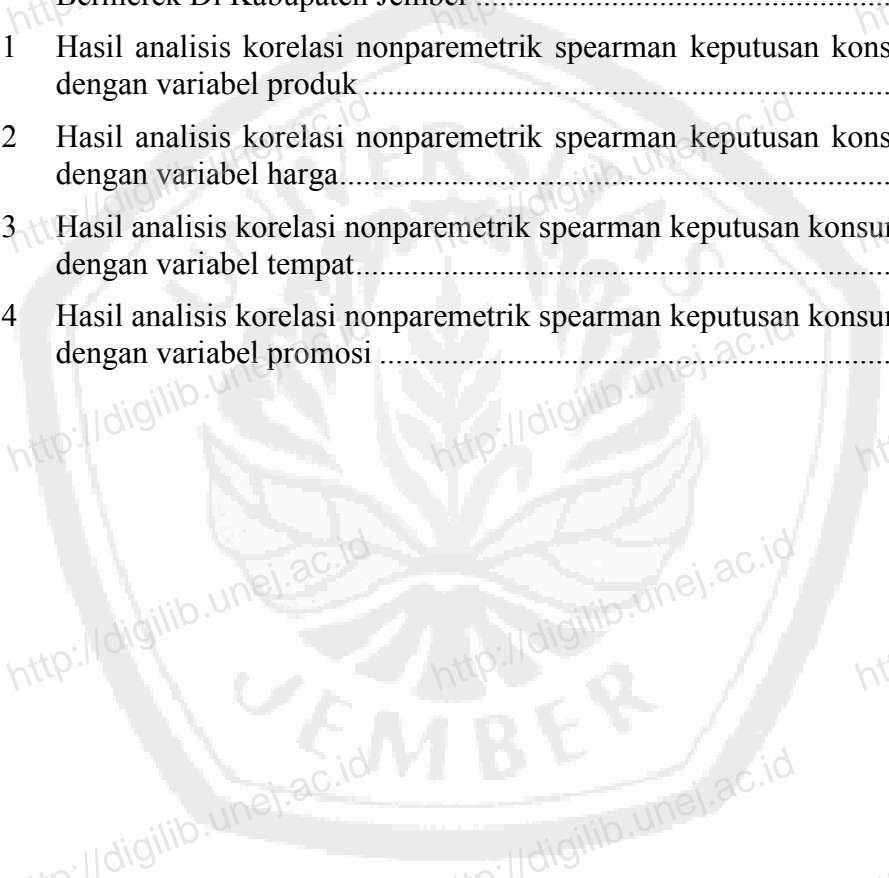 Bermerek Di Kabupaten Jember ........................................................
1 Hasil analisis korelasi nonparemetrik spearman keputusan kons
dengan variabel produk ........................................................................
2 Hasil analisis korelasi nonparemetrik spearman keputusan kons
dengan variabel harga...........................................................................
3 Hasil analisis korelasi nonparemetrik spearman keputusan konsu
dengan variabel tempat.........................................................................
4 Hasil analisis korelasi nonparemetrik spearman keputusan konsu
dengan variabel promosi ......................................................................
UNIVERSITAS
JEMBER
http://digilib.unej.ac.id
http://digilib.unej.ac.id
http://digilib.unej.ac.id
http://digilib.unej.ac.id
http://digilib.unej.ac.id
http://digilib.unej.ac.id